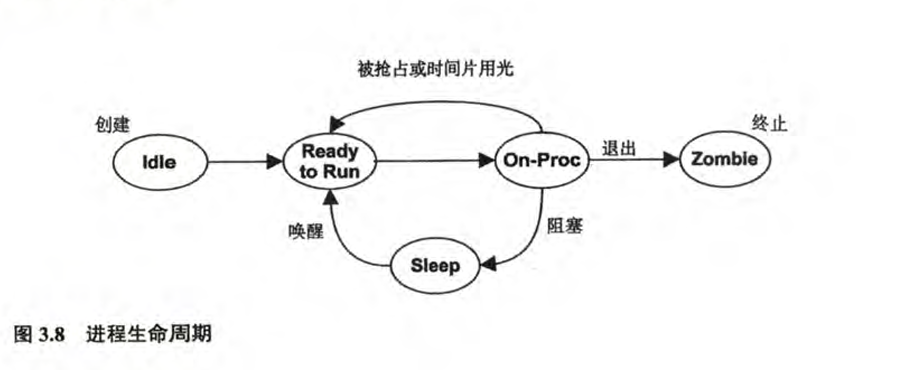 被抢占或时间片用光
创建
终止
Idle
Ready
to Run
On-Proc
退出
Zombie
唤醒
阻塞
Sleep
图 3.8 进程生命周期